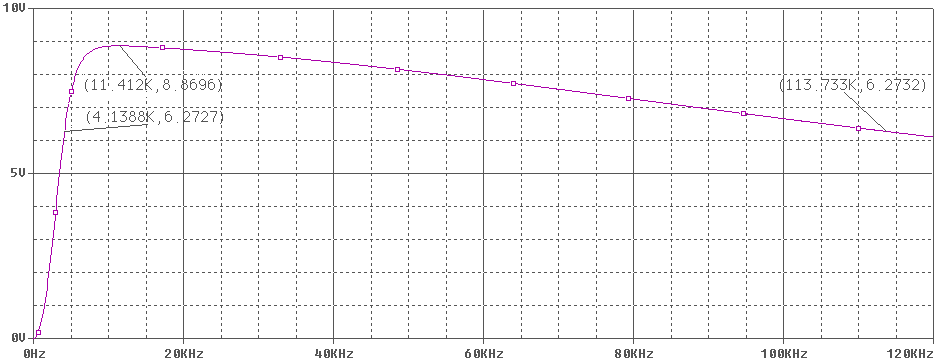 10V
(11.412K,8.8696)
(113.733K,6.2732)
(4.1388K,6.2727)
5V
0V
0Hz 20KHz 40KHz 60KHz 80KHz 100KHz 120KHz